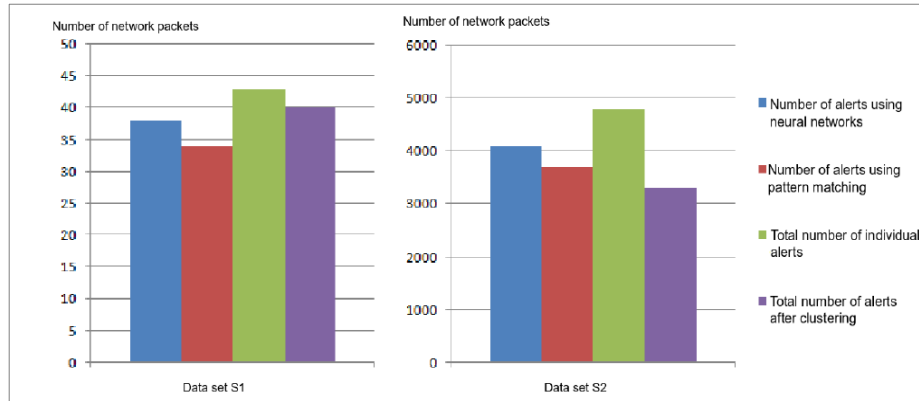 Number of network packets
50
45
40
35
30
25
20
15
10
5
0
Data set S1
Number of network packets
6000
5000
4000
3000
2000
1000
0
Data set S2
Number of alerts using
neural networks
Number of alerts using
pattern matching
Total number of individual
alerts
Total number of alerts
after clustering